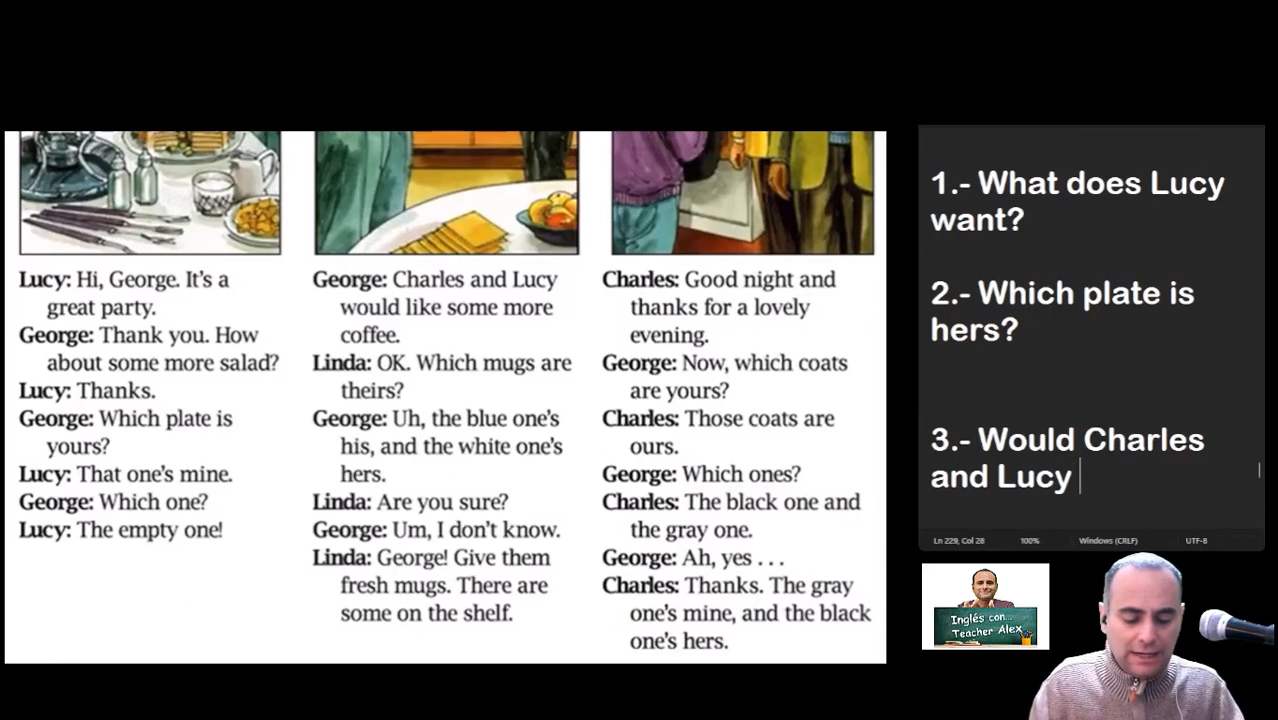 Lucy: Hi, George. It's a
great party.
George: Thank you. How
about some more salad?
Lucy: Thanks.
George: Which plate is
yours?
Lucy: That one's mine.
George: Which one?
Lucy: The empty one!
George: Charles and Lucy
would like some more
coffee.
Linda: OK. Which mugs are
theirs?
George: Uh, the blue one's
his, and the white one's
hers.
Linda: Are you sure?
George: Um, I don't know.
Linda: George! Give them
fresh mugs. There are
some on the shelf.
Charles: Good night and
thanks for a lovely
evening.
George: Now, which coats
are yours?
Charles: Those coats are
ours.
George: Which ones?
Charles: The black one and
the gray one.
George: Ah, yes . . .
Charles: Thanks. The gray
one's mine, and the black
one's hers.
1.- What does Lucy
want?
2.- Which plate is
hers?
3.- Would Charles
and Lucy
Ln 229, Col 28 100% Windows (CRLF) UTF-8
Inglés con...
Teacher Alex